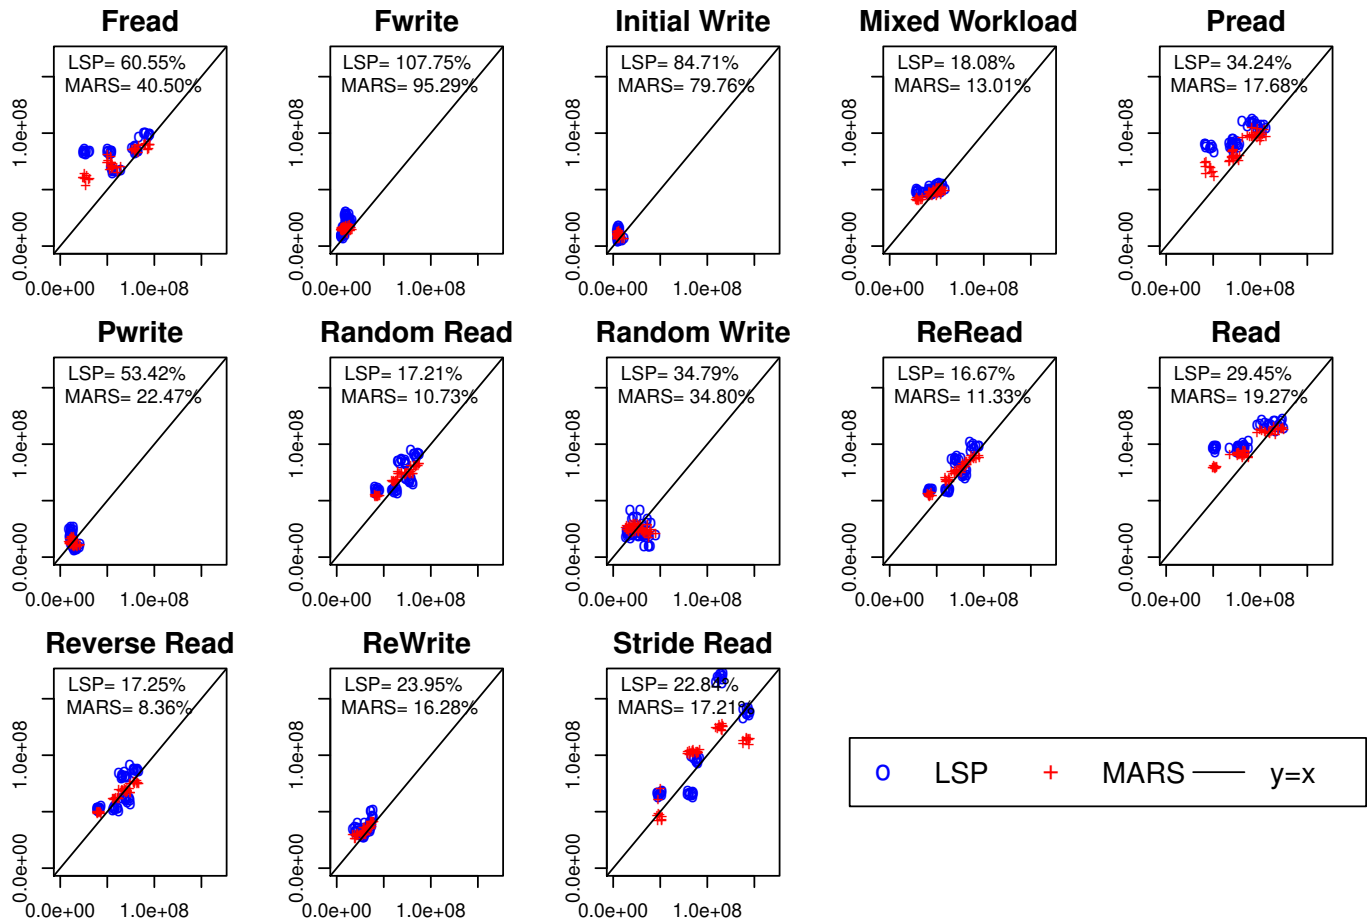 Fread
LSP= 60.55%
MARS= 40.50%
0.0e+00 1.0e+08
0.0e+00 1.0e+08
Fwrite
LSP= 107.75%
MARS= 95.29%
0.0e+00 1.0e+08
0.0e+00 1.0e+08
Initial Write
LSP= 84.71%
MARS= 79.76%
0.0e+00 1.0e+08
0.0e+00 1.0e+08
Mixed Workload
LSP= 18.08%
MARS= 13.01%
0.0e+00 1.0e+08
0.0e+00 1.0e+08
Pread
LSP= 34.24%
MARS= 17.68%
0.0e+00 1.0e+08
0.0e+00 1.0e+08
Pwrite
LSP= 53.42%
MARS= 22.47%
0.0e+00 1.0e+08
0.0e+00 1.0e+08
Random Read
LSP= 17.21%
MARS= 10.73%
0.0e+00 1.0e+08
0.0e+00 1.0e+08
Random Write
LSP= 34.79%
MARS= 34.80%
0.0e+00 1.0e+08
0.0e+00 1.0e+08
ReRead
LSP= 16.67%
MARS= 11.33%
0.0e+00 1.0e+08
0.0e+00 1.0e+08
Read
LSP= 29.45%
MARS= 19.27%
0.0e+00 1.0e+08
0.0e+00 1.0e+08
Reverse Read
LSP= 17.25%
MARS= 8.36%
0.0e+00 1.0e+08
0.0e+00 1.0e+08
ReWrite
LSP= 23.95%
MARS= 16.28%
0.0e+00 1.0e+08
0.0e+00 1.0e+08
Stride Read
LSP= 22.84%
MARS= 17.21%
0.0e+00 1.0e+08
0.0e+00 1.0e+08
LSP MARS y=x